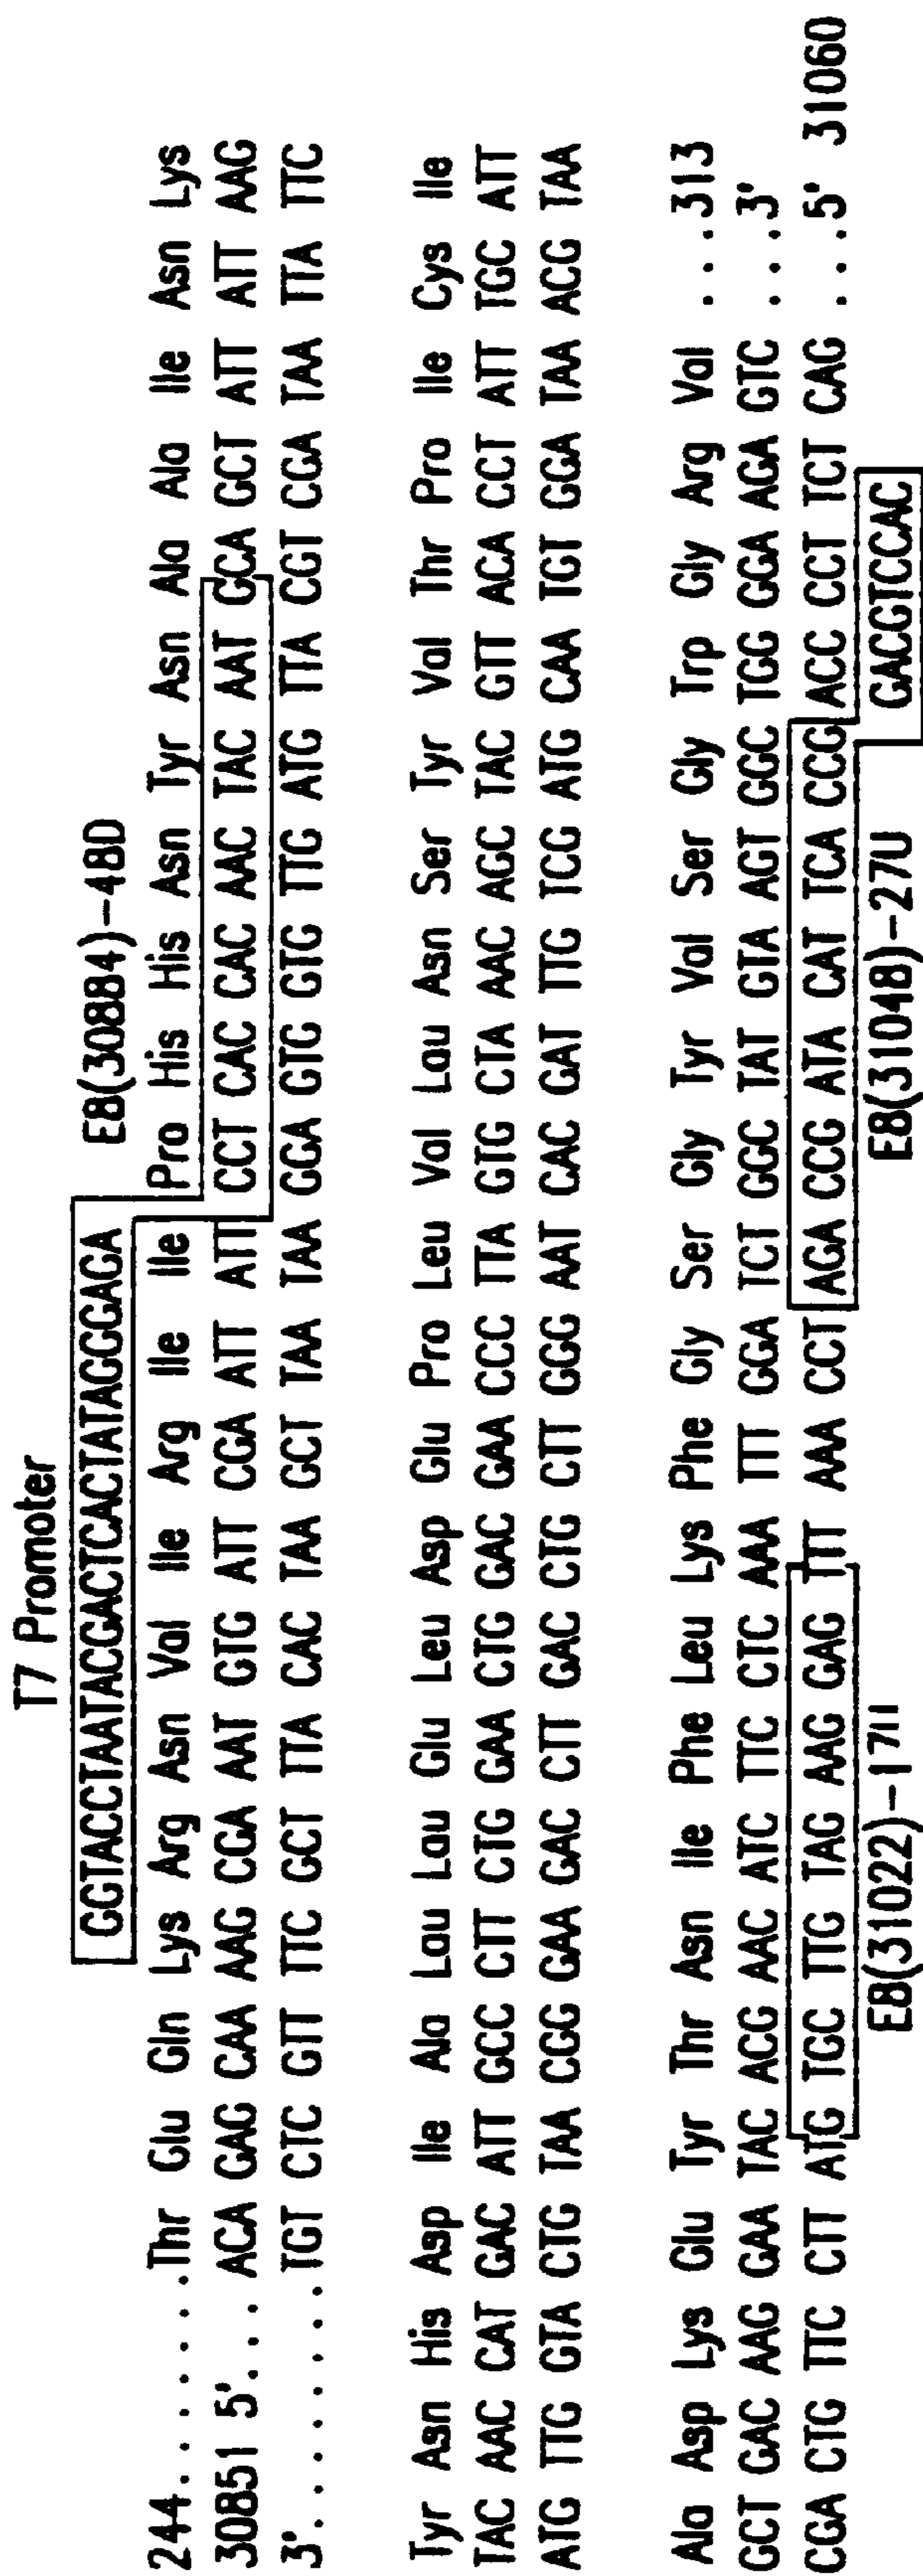 T7 Promoter
GGTACCTAATACGACTCACTATAGGGAGA E8(30884)-48D
244. . . . . . .Thr Glu Gln Lys Arg Asn Val Ile Arg Ile Ile Pro His His Asn Tyr Asn Ala Ala Ile Asn Lys
30851 5'. . . ACA GAG CAA AAG CGA AAT GTG ATT CGA ATT ATT CCT CAC CAC AAC TAC AAT GCA GCT ATT ATT AAG
3'. . . . . . .TGT CTC GTT TTC GCT TTA CAC TAA GCT TAA TAA GGA GTG GTG TTG ATG TTA CGT CGA TAA TTA TTC
Tyr Asn His Asp Ile Ala Lau Lau Glu Leu Asp Glu Pro Leu Val Lau Asn Ser Tyr Val Thr Pro Ile Cys Ile
TAC AAC CAT GAC ATT GCC CTT CTG GAA CTG GAC GAA CCC TTA GTG CTA AAC AGC TAC GTT ACA CCT ATT TGC ATT
ATG TTG GTA CTG TAA CGG GAA GAC CTT GAC CTG CTT GGG AAT CAC GAT TTG TCG ATG CAA TGT GGA TAA ACG TAA
Ala Asp Lys Glu Tyr Thr Asn Ile Phe Leu Lys Phe Gly Ser Gly Tyr Val Ser Gly Trp Gly Arg Val . . .313
GCT GAC AAG GAA TAC ACG AAC ATC TTC CTC AAA TTT GGA TCT GGC TAT GTA AGT GGC TGG GGA AGA GTC . . .3'
CGA CTG TTC CTT ATG TGC TTG TAG AAG GAG TTT AAA CCT AGA CCG ATA CAT TCA CCG ACC CCT TCT CAG . . .5' 31060
GACGTCCAC
E8(31022)-17U E8(31048)-27U